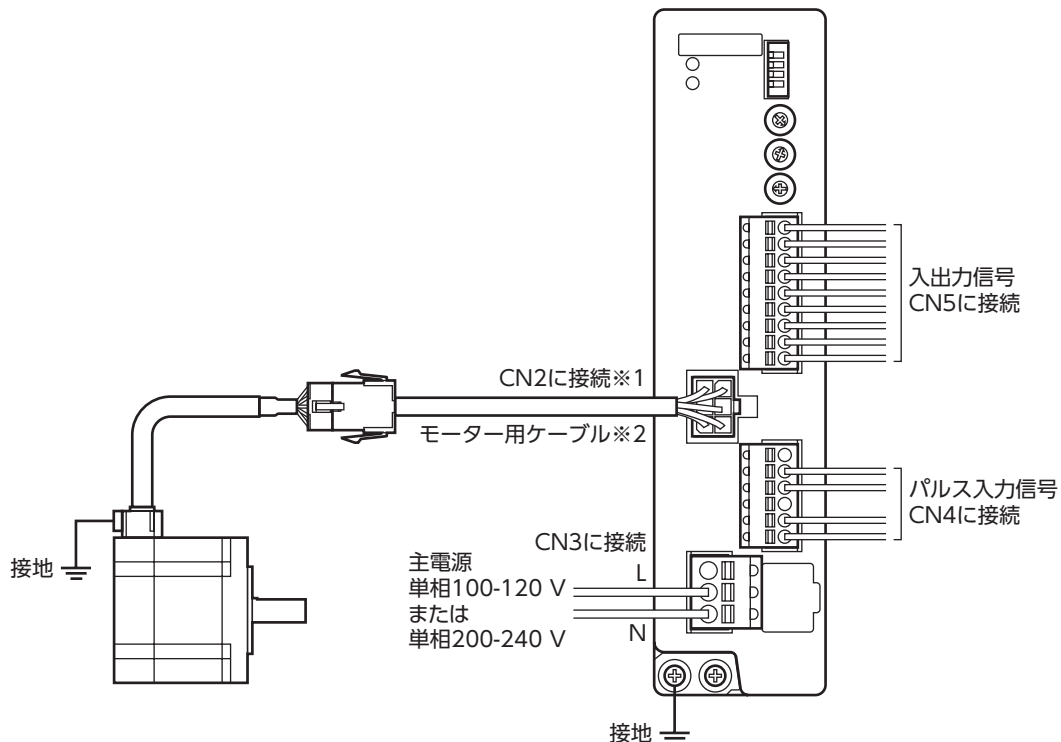 入出力信号
CN5に接続
CN2に接続※1
モーター用ケーブル※2
パルス入力信号
CN4に接続
CN3に接続
接地
主電源
単相100-120 V
または
単相200-240 V
L
N
接地